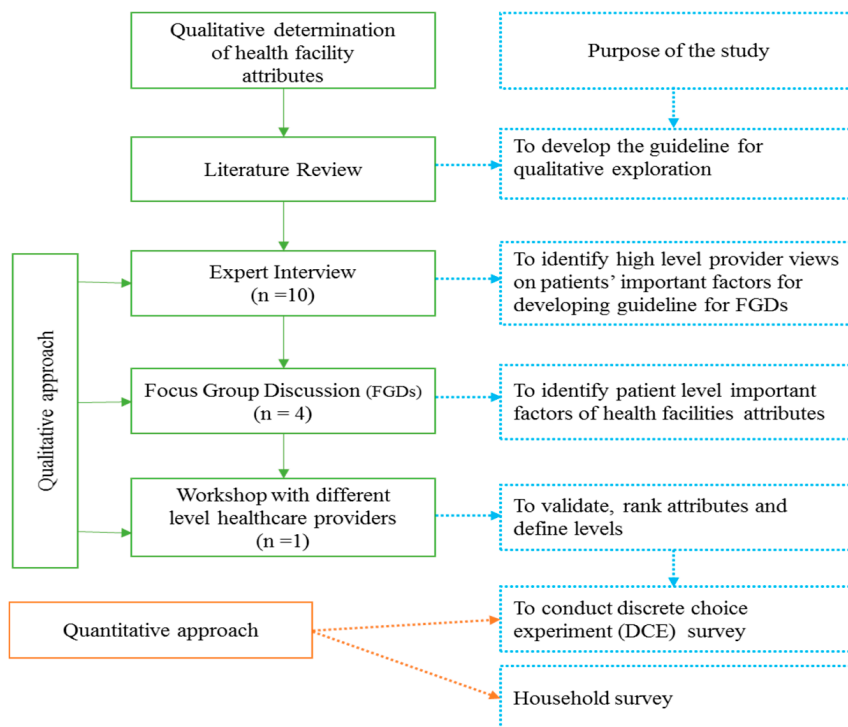 Qualitative determination
of health facility
attributes
Purpose of the study
Literature Review
To develop the guideline for
qualitative exploration
Qualitative approach
Expert Interview
(n =10)
To identify high level provider views
on patients’ important factors for
developing guideline for FGDs
Focus Group Discussion (FGDs)
(n = 4)
To identify patient level important
factors of health facilities attributes
Workshop with different
level healthcare providers
(n =1)
To validate, rank attributes and
define levels
Quantitative approach
To conduct discrete choice
experiment (DCE) survey
Household survey